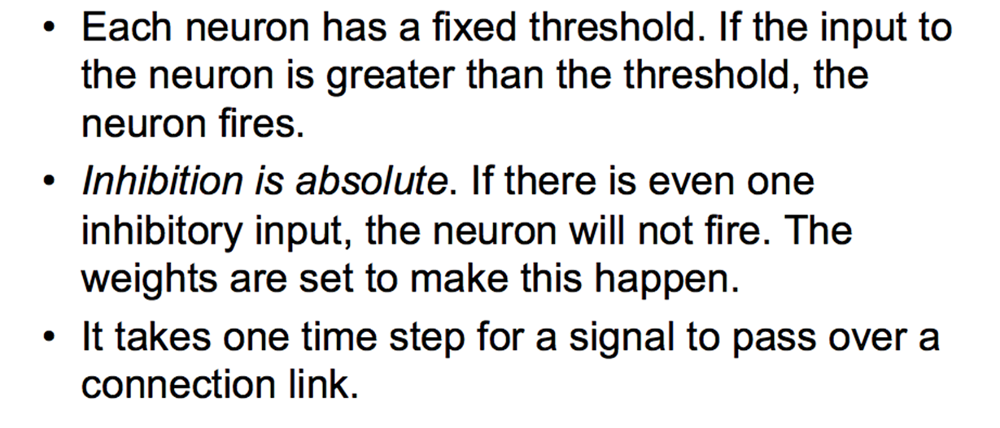 • Each neuron has a fixed threshold. If the input to
the neuron is greater than the threshold, the
neuron fires.
• Inhibition is absolute. If there is even one
inhibitory input, the neuron will not fire. The
weights are set to make this happen.
• It takes one time step for a signal to pass over a
connection link.